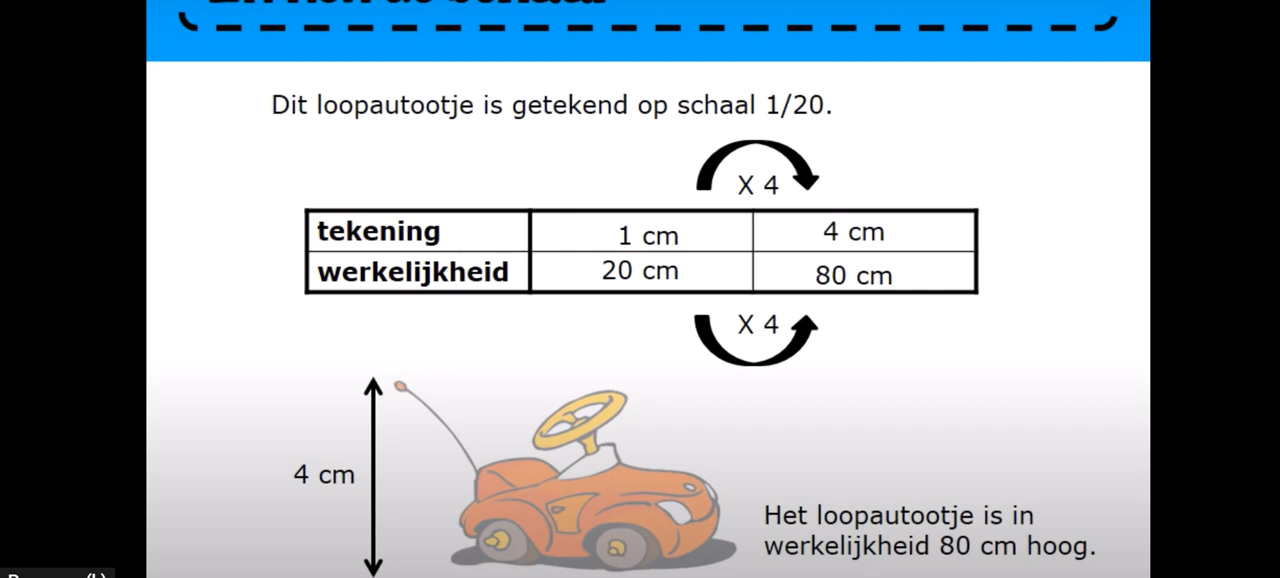 Dit loopautootje is getekend op schaal 1/20.
X 4
tekening 1 cm 4 cm
werkelijkheid 20 cm 80 cm
X 4
4 cm
Het loopautootje is in
werkelijkheid 80 cm hoog.